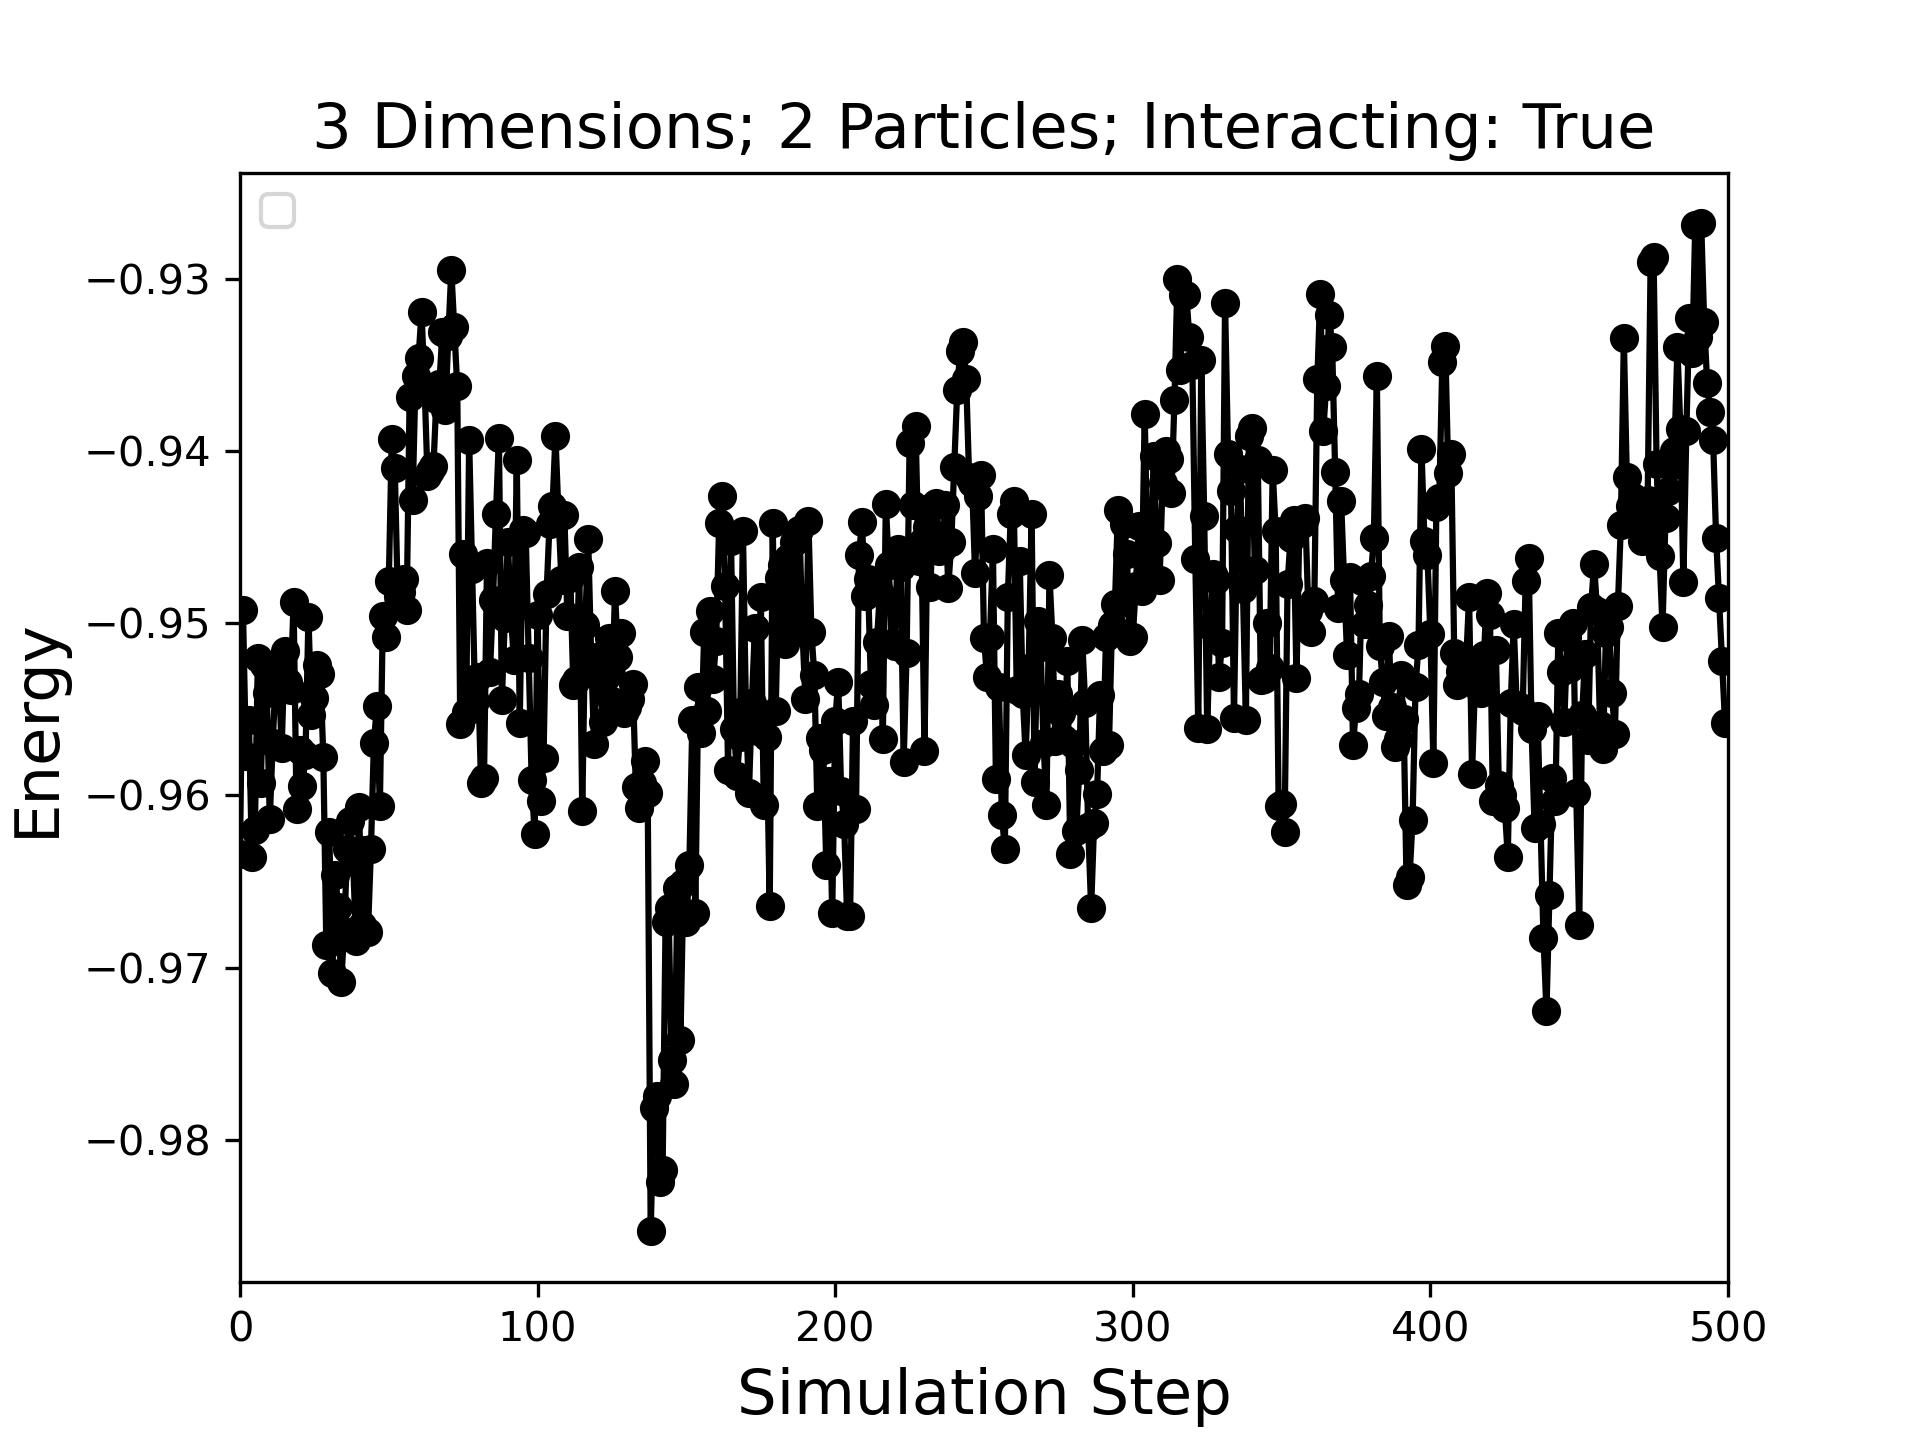 3 Dimensions; 2 Particles; Interacting: True
Energy
−0.93
−0.94
−0.95
−0.96
−0.97
−0.98
0 100 200 300 400 500
Simulation Step